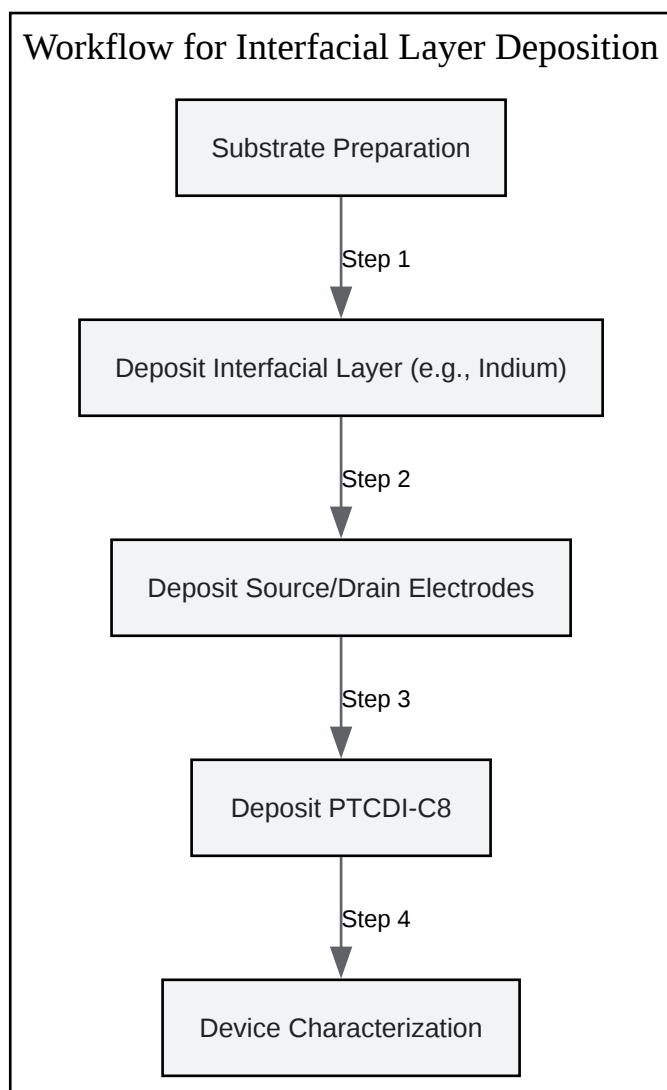 Workflow for Interfacial Layer Deposition
Substrate Preparation
Step 1
Deposit Interfacial Layer (e.g., Indium)
Step 2
Deposit Source/Drain Electrodes
Step 3
Deposit PTCDI-C8
Step 4
Device Characterization